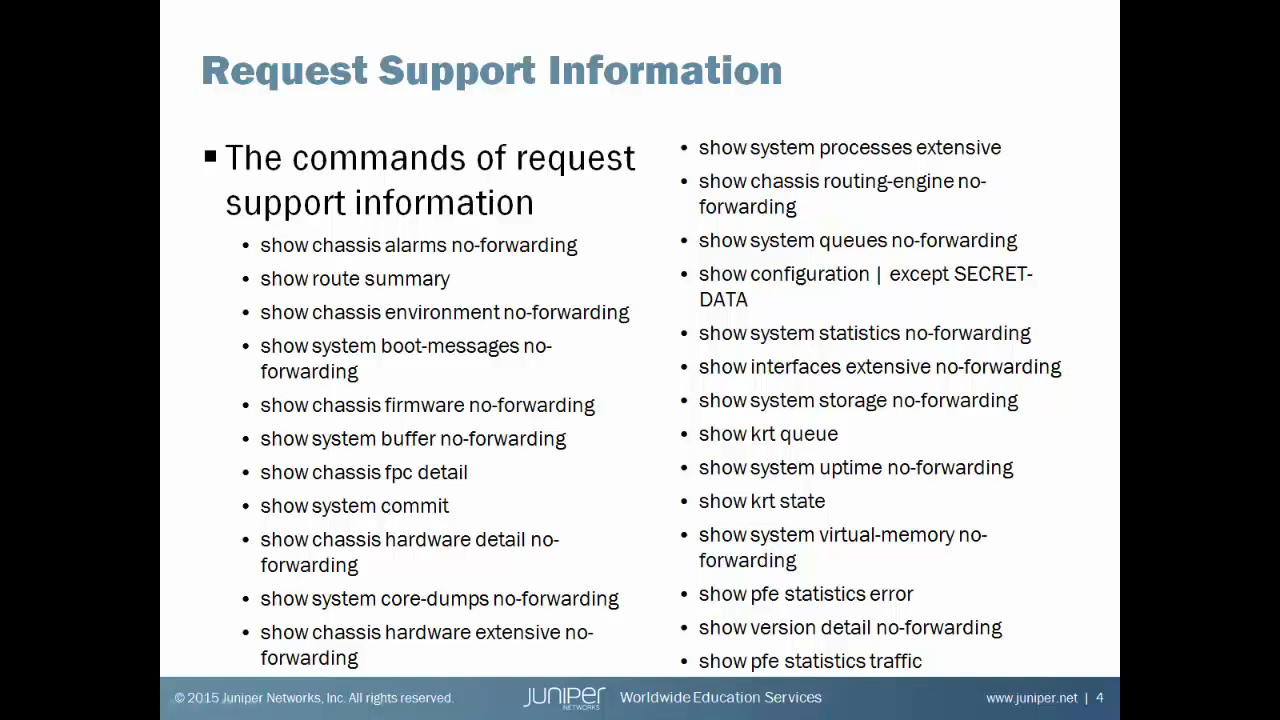 Request Support Information
▪ The commands of request
support information
• show chassis alarms no-forwarding
• show route summary
• show chassis environment no-forwarding
• show system boot-messages no-
forwarding
• show chassis firmware no-forwarding
• show system buffer no-forwarding
• show chassis fpc detail
• show system commit
• show chassis hardware detail no-
forwarding
• show system core-dumps no-forwarding
• show chassis hardware extensive no-
forwarding
• show system processes extensive
• show chassis routing-engine no-
forwarding
• show system queues no-forwarding
• show configuration | except SECRET-
DATA
• show system statistics no-forwarding
• show interfaces extensive no-forwarding
• show system storage no-forwarding
• show krt queue
• show system uptime no-forwarding
• show krt state
• show system virtual-memory no-
forwarding
• show pfe statistics error
• show version detail no-forwarding
• show pfe statistics traffic
© 2015 Juniper Networks, Inc. All rights reserved.
JUNIPER
NETWORKS
Worldwide Education Services
www.juniper.net | 4